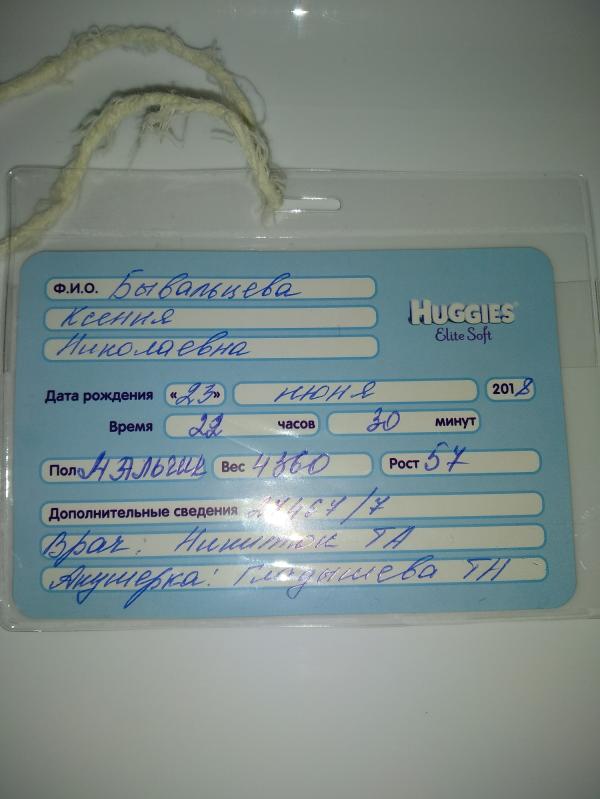 Ф.И.О. Бывальцева
Ксения
Николаевна
HUGGIES
Elite Soft
Дата рождения «23» июня 2018
Время 22 часов 30 минут
Пол Мальчик Вес 4360 Рост 57
Дополнительные сведения /7
Врач. ТА
Акушерка: Гладышева ТН